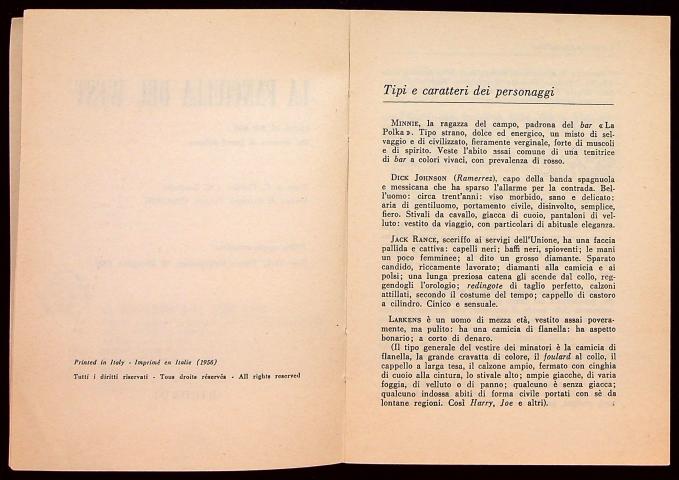 Printed in Italy - Imprimé en Italie (1956)
Tutti i diritti riservati - Tous droits réservés - All rights reserved
Tipi e caratteri dei personaggi
MINNIE, la ragazza del campo, padrona del bar «La
Polka». Tipo strano, dolce ed energico, un misto di sel-
vaggio e di civilizzato, fieramente verginale, forte di muscoli
e di spirito. Veste l'abito assai comune di una tenitrice
di bar a colori vivaci, con prevalenza di rosso.
DICK JOHNSON (Ramerrez), capo della banda spagnuola
e messicana che ha sparso l'allarme per la contrada. Bel-
l'uomo: circa trent'anni: viso morbido, sano e delicato:
aria di gentiluomo, portamento civile, disinvolto, semplice,
fiero. Stivali da cavallo, giacca di cuoio, pantaloni di vel-
luto: vestito da viaggio, con particolari di abituale eleganza.
JACK RANCE, sceriffo ai servigi dell'Unione, ha una faccia
pallida e cattiva: capelli neri; baffi neri, spioventi; le mani
un poco femminee; al dito un grosso diamante. Sparato
candido, riccamente lavorato; diamanti alla camicia e ai
polsi; una lunga preziosa catena gli scende dal collo, reg-
gendogli l'orologio; redingote di taglio perfetto, calzoni
attillati, secondo il costume del tempo; cappello di castoro
a cilindro. Cinico e sensuale.
LARKENS è un uomo di mezza età, vestito assai povera-
mente, ma pulito: ha una camicia di flanella: ha aspetto
bonario; a corto di denaro.
(Il tipo generale del vestire dei minatori è la camicia di
flanella, la grande cravatta di colore, il foulard al collo, il
cappello a larga tesa, il calzone ampio, fermato con cinghia
di cuoio alla cintura, lo stivale alto; ampie giacche, di varia
foggia, di velluto o di panno; qualcuno è senza giacca;
qualcuno indossa abiti di forma civile portati con sè da
lontane regioni. Così Harry, Joe e altri).